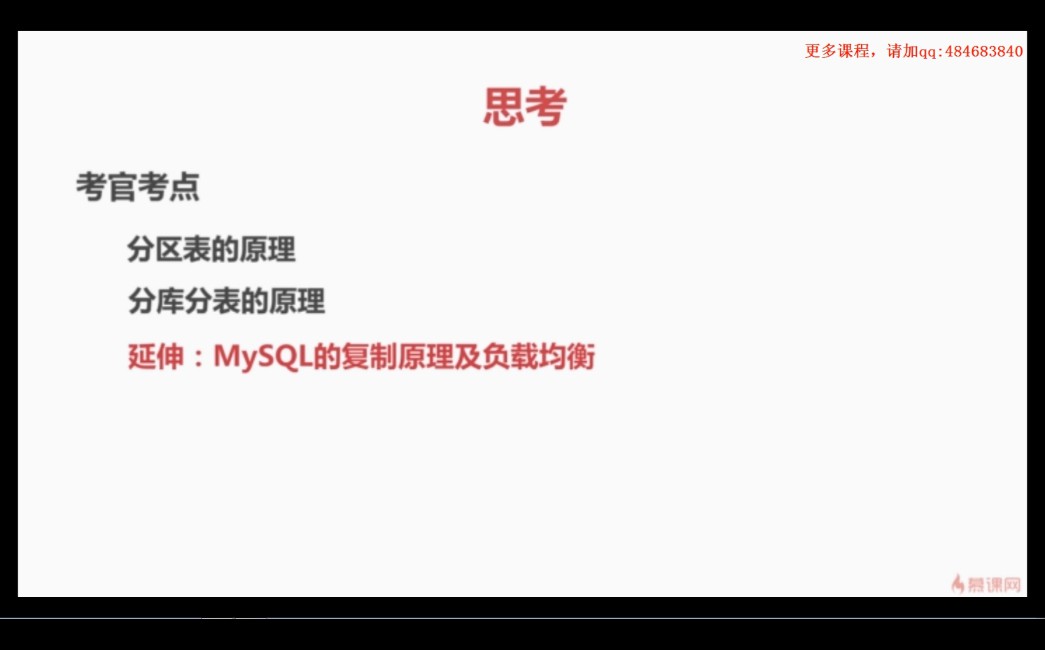 更多课程，请加qq:484683840
思考
考官考点
分区表的原理
分库分表的原理
延伸：MySQL的复制原理及负载均衡
慕课网